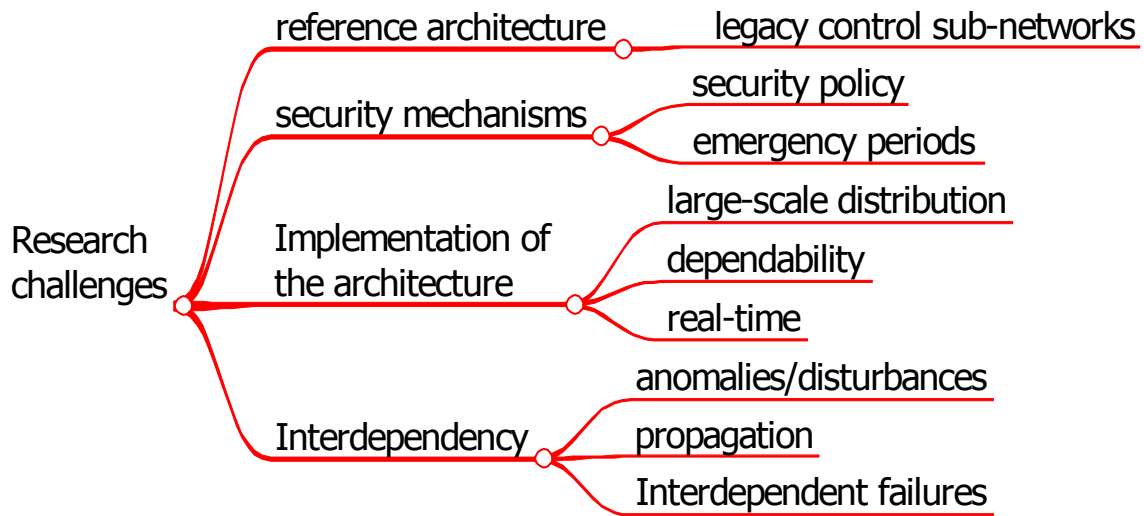 Research
challenges
reference architecture
legacy control sub-networks
security mechanisms
security policy
emergency periods
Implementation of
the architecture
large-scale distribution
dependability
real-time
Interdependency
anomalies/disturbances
propagation
Interdependent failures